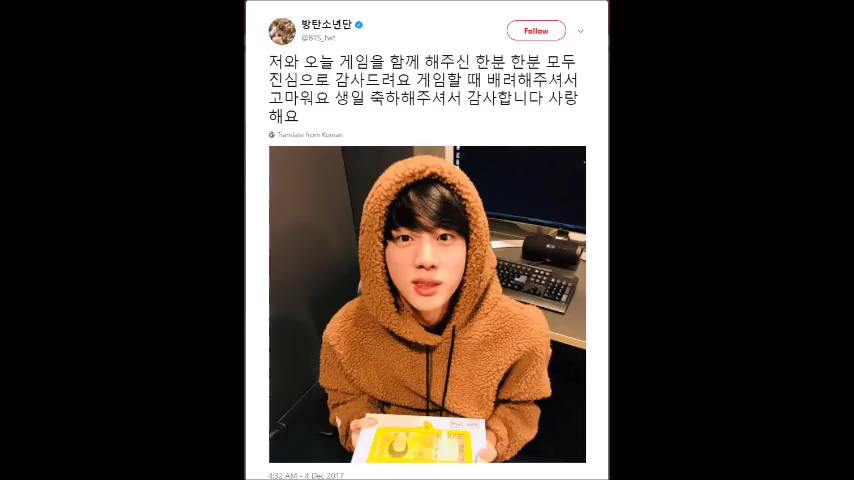 방탄소년단
@BTS_twt
Follow
저와 오늘 게임을 함께 해주신 한분 한분 모두
진심으로 감사드려요 게임할 때 배려해주셔서
고마워요 생일 축하해주셔서 감사합니다 사랑
해요
Translate from Korean
4:32 AM - 4 Dec 2017